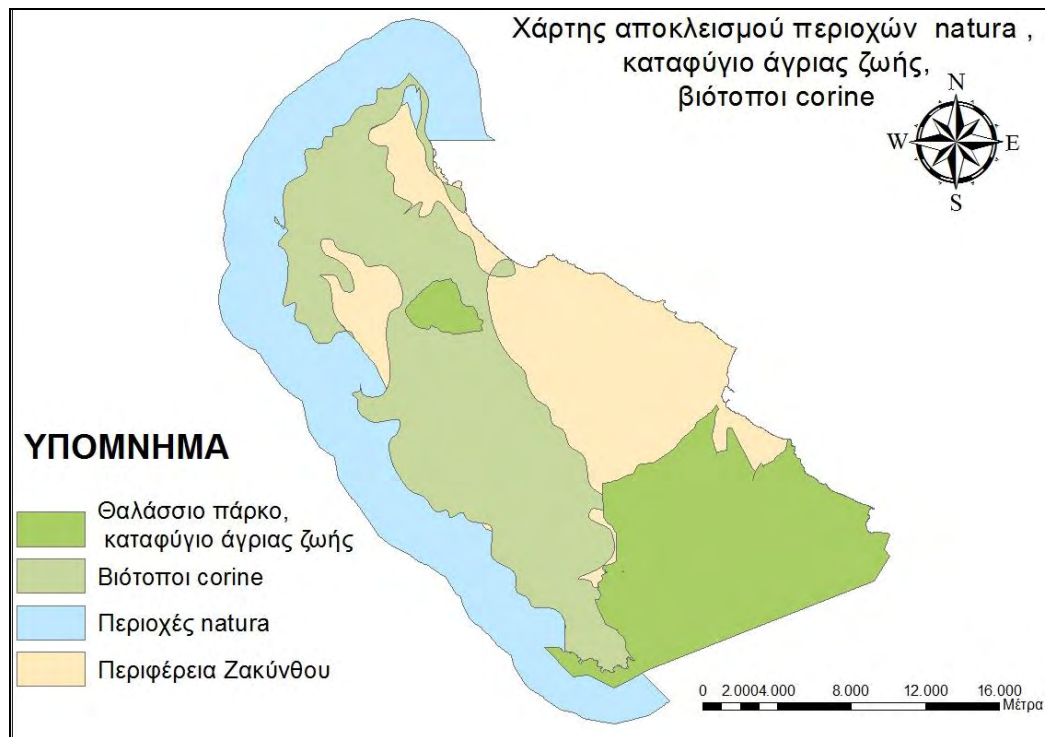 Χάρτης αποκλεισμού περιοχών natura ,
καταφύγιο άγριας ζωής,
βιότοποι corine
N
W E
S
ΥΠΟΜΝΗΜΑ
Θαλάσσιο πάρκο,
καταφύγιο άγριας ζωής
Βιότοποι corine
Περιοχές natura
Περιφέρεια Ζακύνθου
0 2.0004.000 8.000 12.000 16.000
Μέτρα